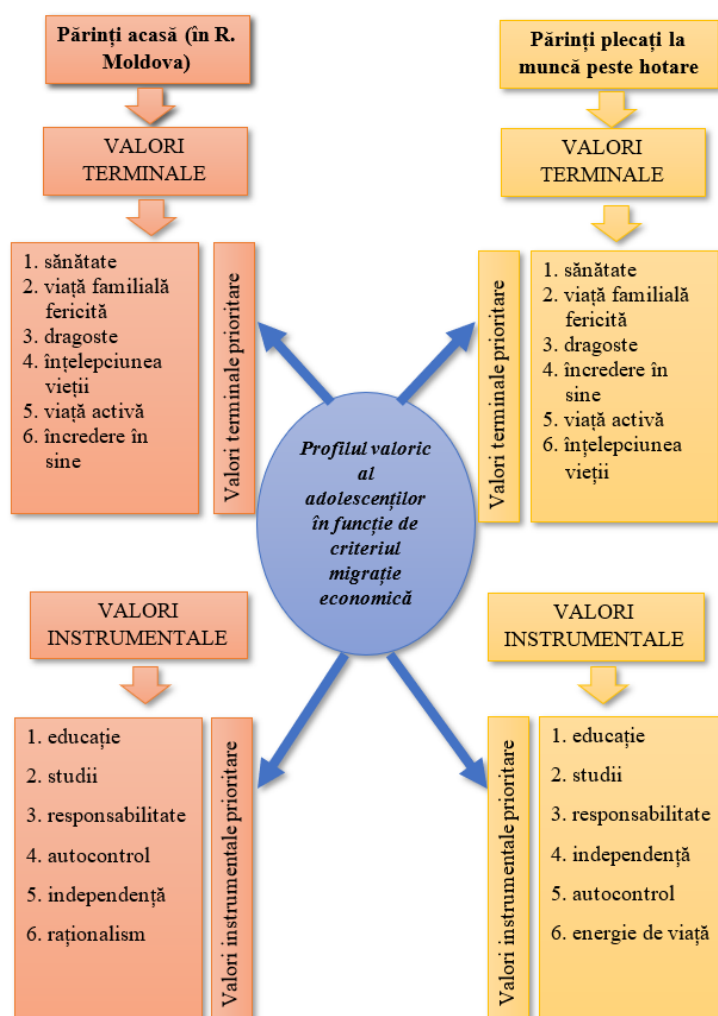 Părinți acasă (în R.
Moldova)
VALORI
TERMINALE
1. sănătate
2. viață familială
fericită
3. dragoste
4. înțelepciunea
vieții
5. viață activă
6. încredere în
sine
Valori terminale prioritare
Părinți plecați la
muncă peste hotare
VALORI
TERMINALE
Valori terminale prioritare
1. sănătate
2. viață familială
fericită
3. dragoste
4. încredere în
sine
5. viață activă
6. înțelepciunea
vieții
Profilul valoric
al
adolescenților
în funcție de
criteriul
migrație
economică
VALORI
INSTRUMENTALE
1. educație
2. studii
3. responsabilitate
4. autocontrol
5. independență
6. raționalism
Valori instrumentale prioritare
VALORI
INSTRUMENTALE
Valori instrumentale prioritare
1. educație
2. studii
3. responsabilitate
4. independență
5. autocontrol
6. energie de viață